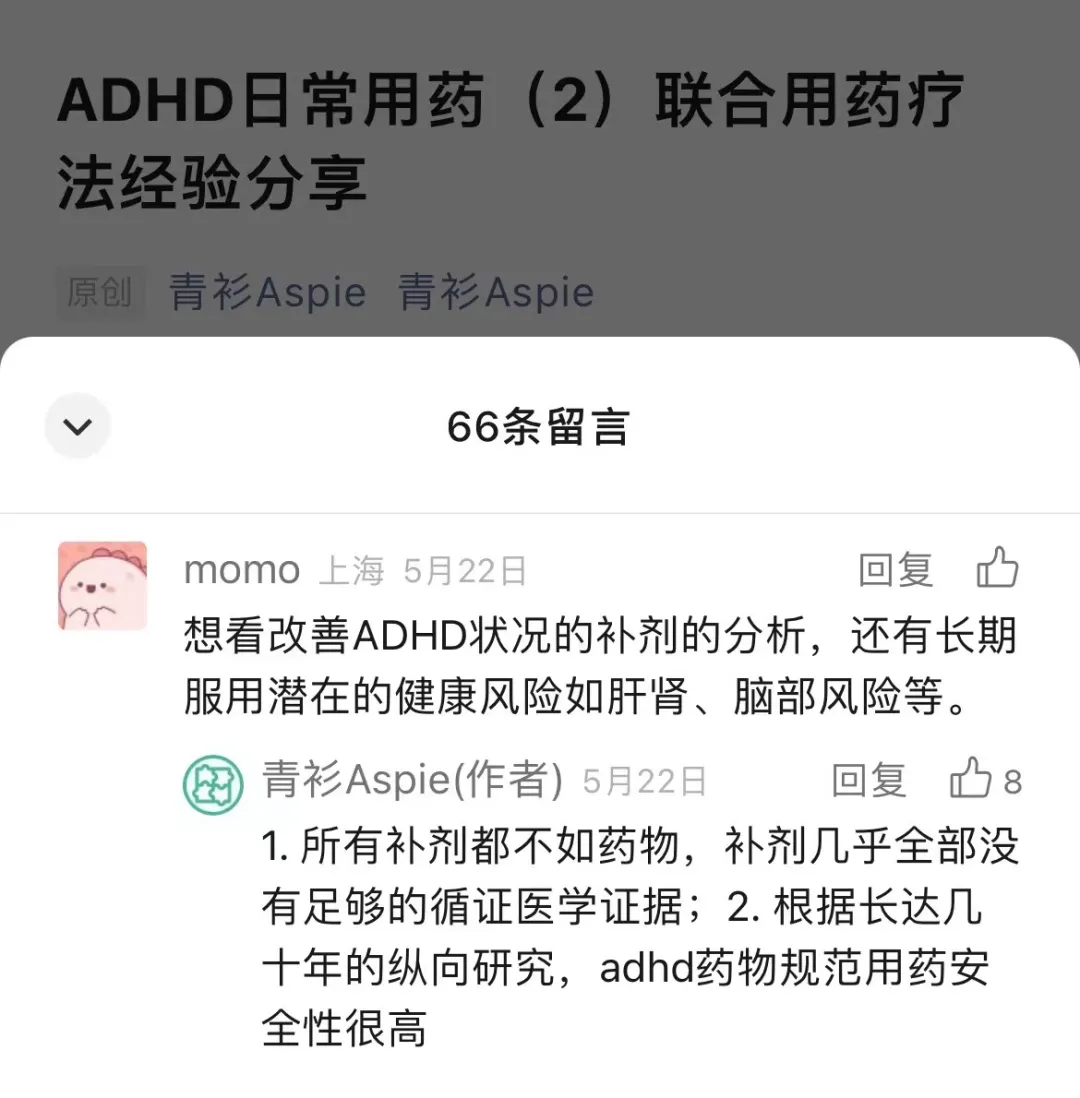 ADHD日常用药（2）联合用药疗
法经验分享
原创 青衫Aspie 青衫Aspie
66条留言
momo 上海 5月22日 回复
想看改善ADHD状况的补剂的分析，还有长期
服用潜在的健康风险如肝肾、脑部风险等。
青衫Aspie(作者) 5月22日 回复 8
1. 所有补剂都不如药物，补剂几乎全部没
有足够的循证医学证据；2. 根据长达几
十年的纵向研究，adhd药物规范用药安
全性很高